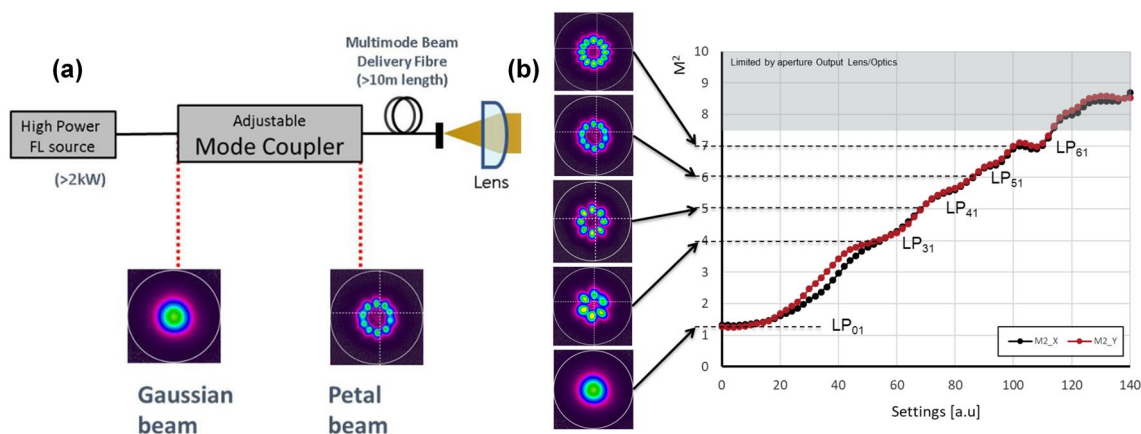 (a)
High Power
FL source
(>2kW)
Adjustable
Mode Coupler
Multimode Beam
Delivery Fibre
(>10m length)
Lens
Gaussian
beam
Petal
beam
(b)
M²
10
9
8
7
6
5
4
3
2
1
0
Limited by aperture Output Lens/Optics
LP₆₁
LP₅₁
LP₄₁
LP₃₁
LP₀₁
M2_X M2_Y
0 20 40 60 80 100 120 140
Settings [a.u]